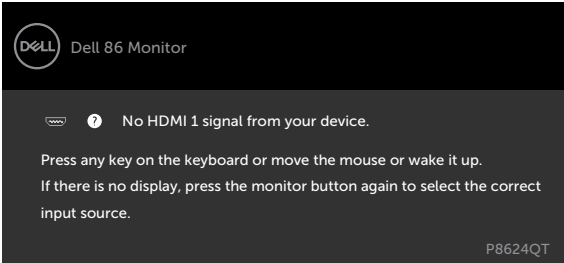 DELL
Dell 86 Monitor
? No HDMI 1 signal from your device.
Press any key on the keyboard or move the mouse or wake it up.
If there is no display, press the monitor button again to select the correct
input source.
P8624QT